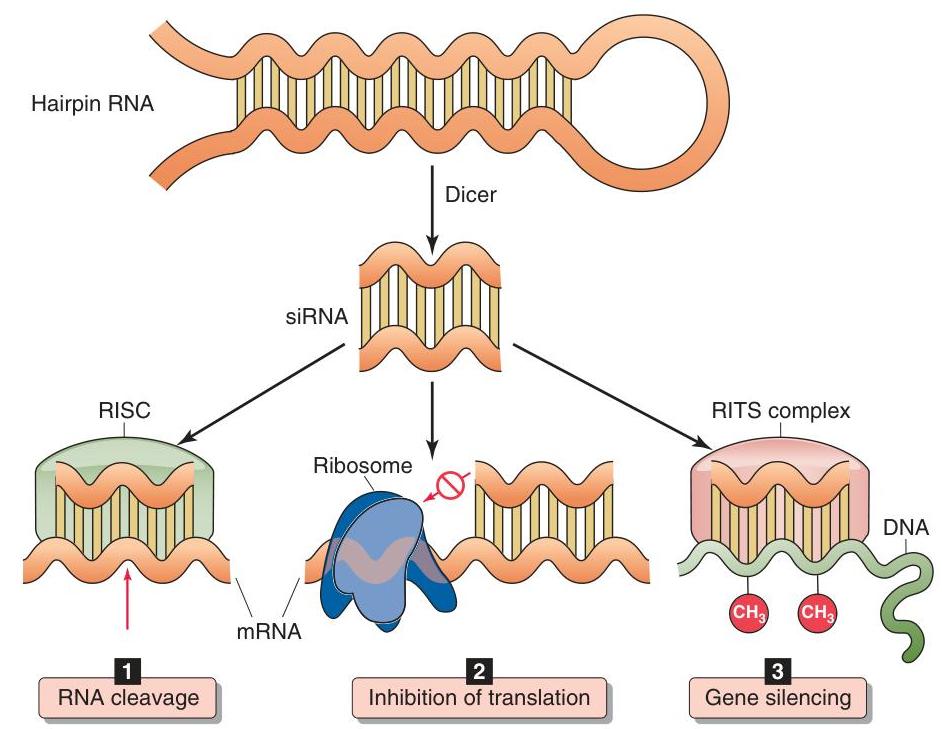 Hairpin RNA
Dicer
siRNA
RISC
RITS complex
Ribosome
DNA
CH3
CH3
mRNA
1
RNA cleavage
2
Inhibition of translation
3
Gene silencing